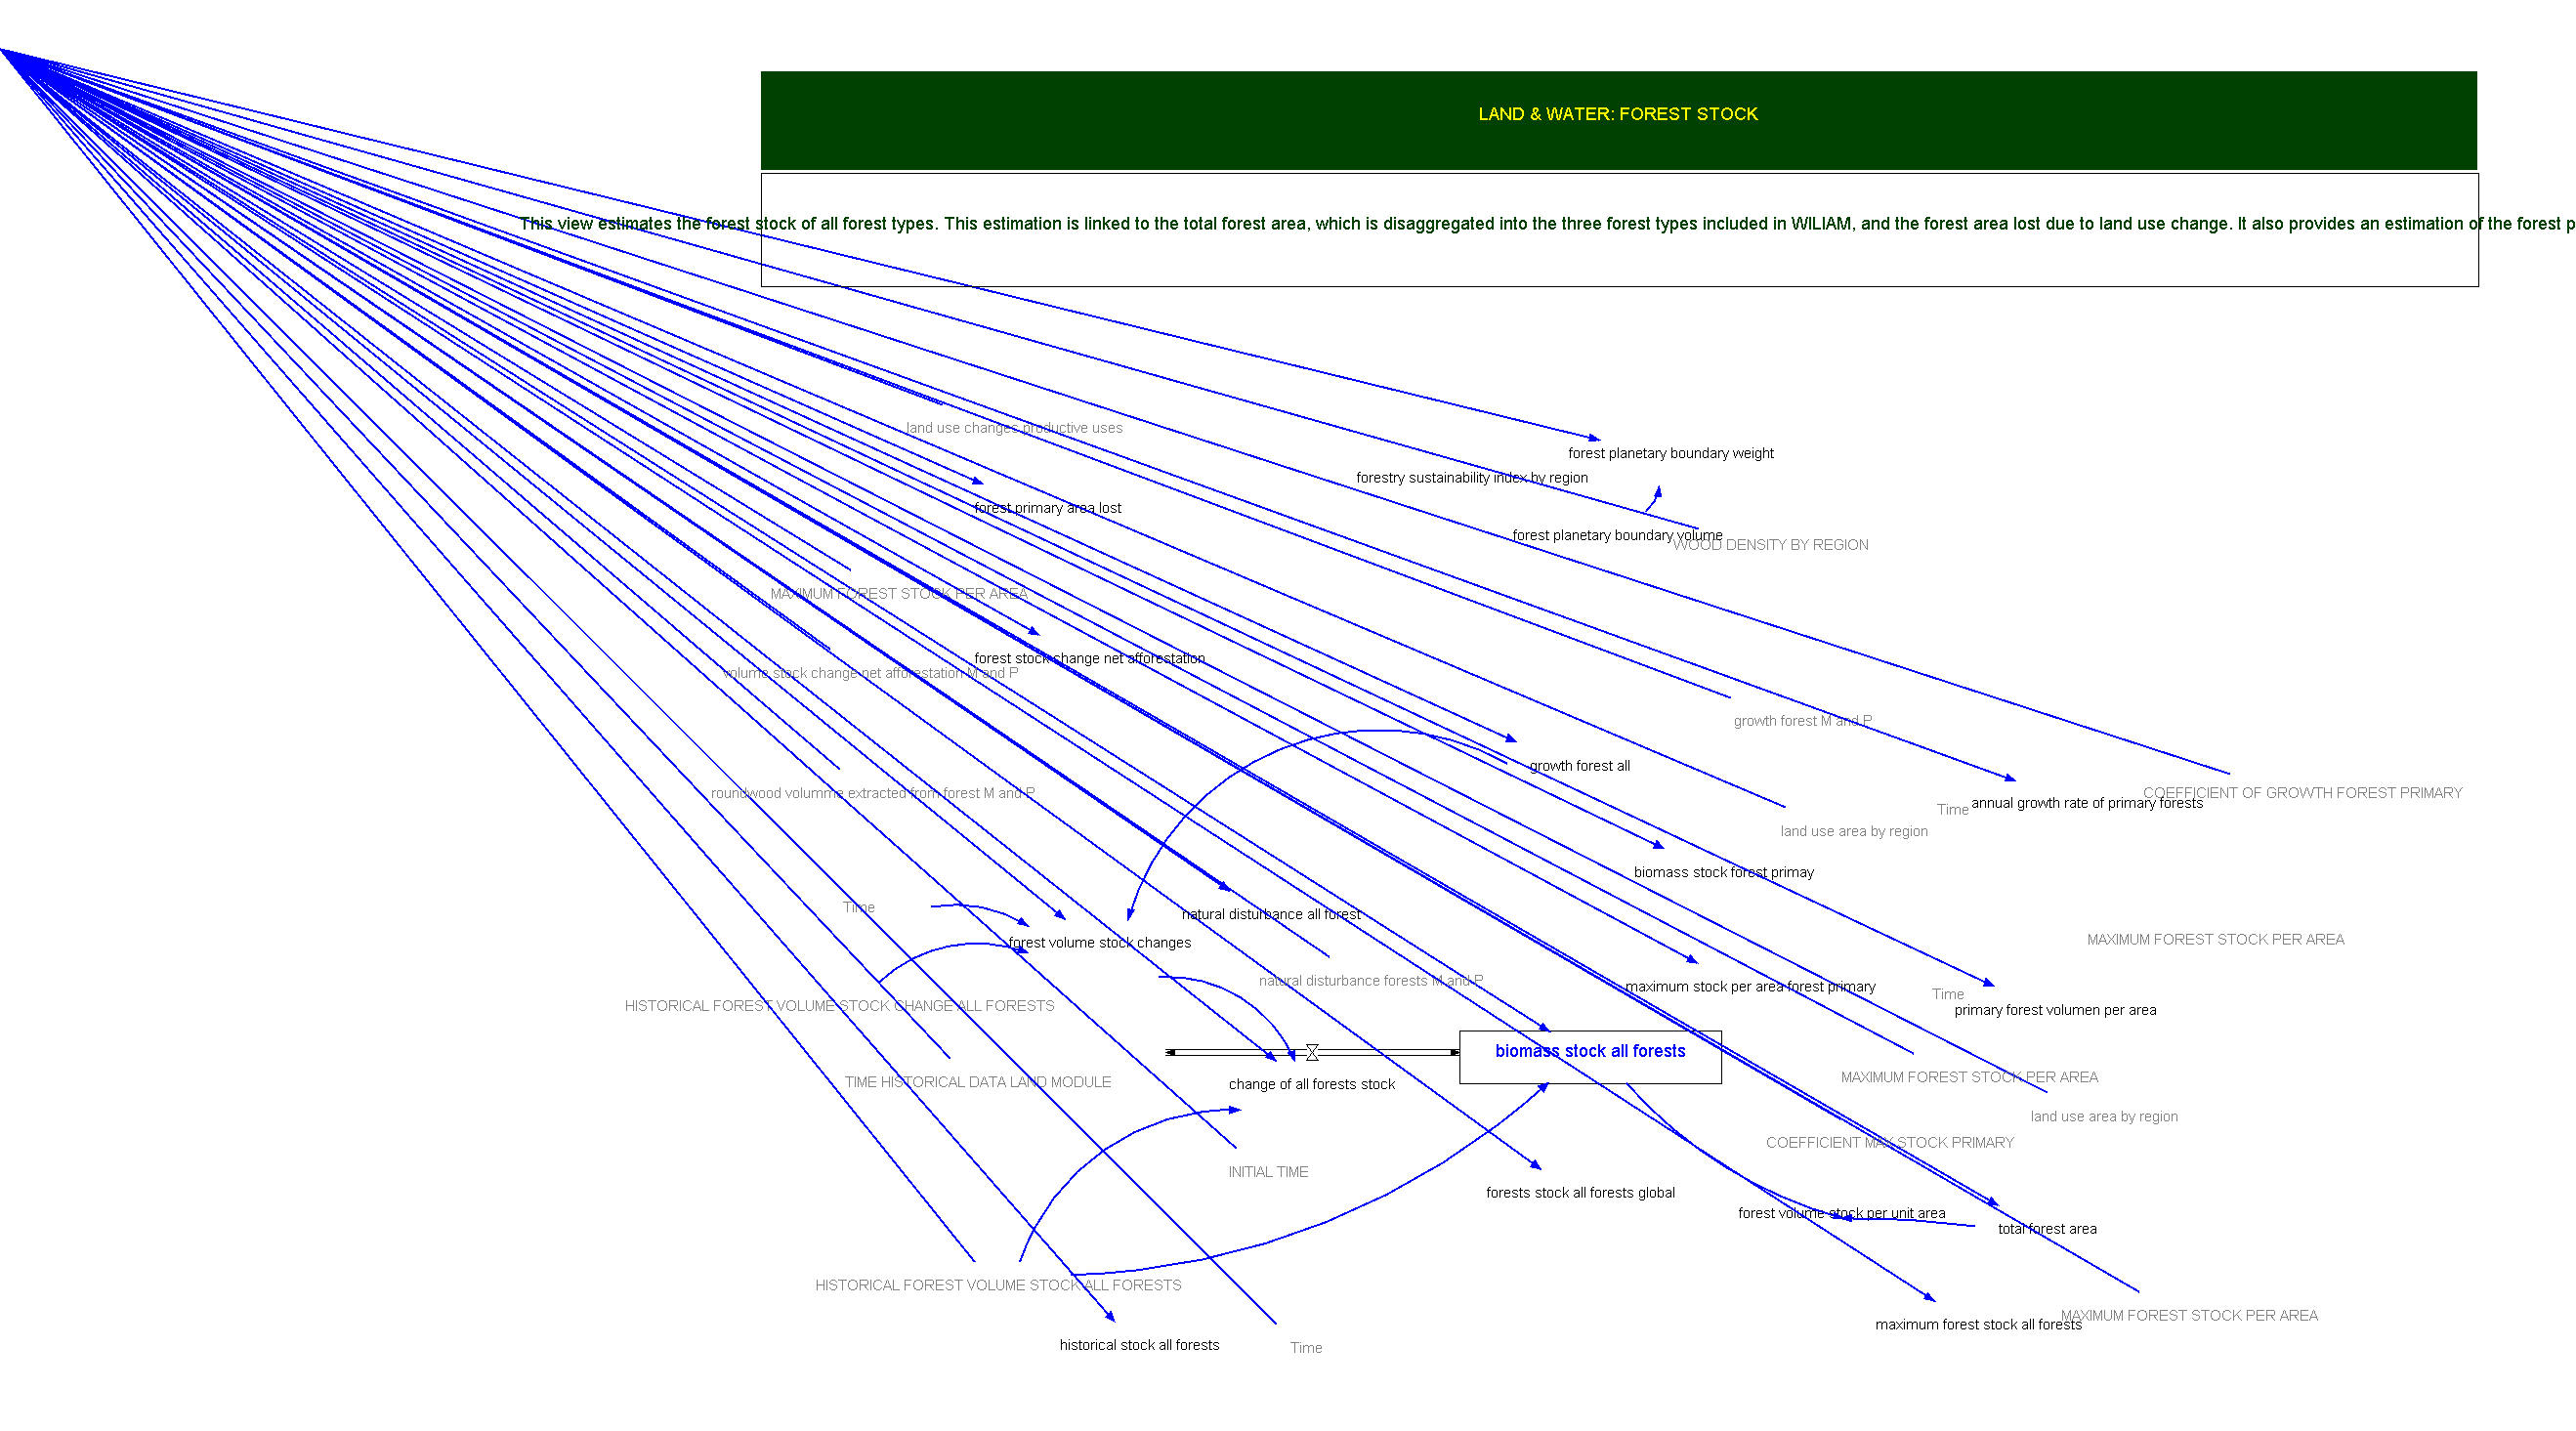 LAND & WATER: FOREST STOCK
This view estimates the forest stock of all forest types. This estimation is linked to the total forest area, which is disaggregated into the three forest types included in WILIAM, and the forest area lost due to land use change. It also provides an estimation of the forest p
land use changes productive uses
forest planetary boundary weight
forestry sustainability index by region
forest primary area lost
forest planetary boundary volume
WOOD DENSITY BY REGION
MAXIMUM FOREST STOCK PER AREA
forest stock change net afforestation
volume stock change net afforestation M and P
growth forest M and P
growth forest all
roundwood volumme extracted from forest M and P
COEFFICIENT OF GROWTH FOREST PRIMARY
annual growth rate of primary forests
Time
land use area by region
biomass stock forest primay
Time
natural disturbance all forest
forest volume stock changes
MAXIMUM FOREST STOCK PER AREA
natural disturbance forests M and P
maximum stock per area forest primary
Time
HISTORICAL FOREST VOLUME STOCK CHANGE ALL FORESTS
primary forest volumen per area
biomass stock all forests
MAXIMUM FOREST STOCK PER AREA
TIME HISTORICAL DATA LAND MODULE
change of all forests stock
land use area by region
COEFFICIENT MAX STOCK PRIMARY
INITIAL TIME
forests stock all forests global
forest volume stock per unit area
total forest area
HISTORICAL FOREST VOLUME STOCK ALL FORESTS
MAXIMUM FOREST STOCK PER AREA
maximum forest stock all forests
historical stock all forests
Time